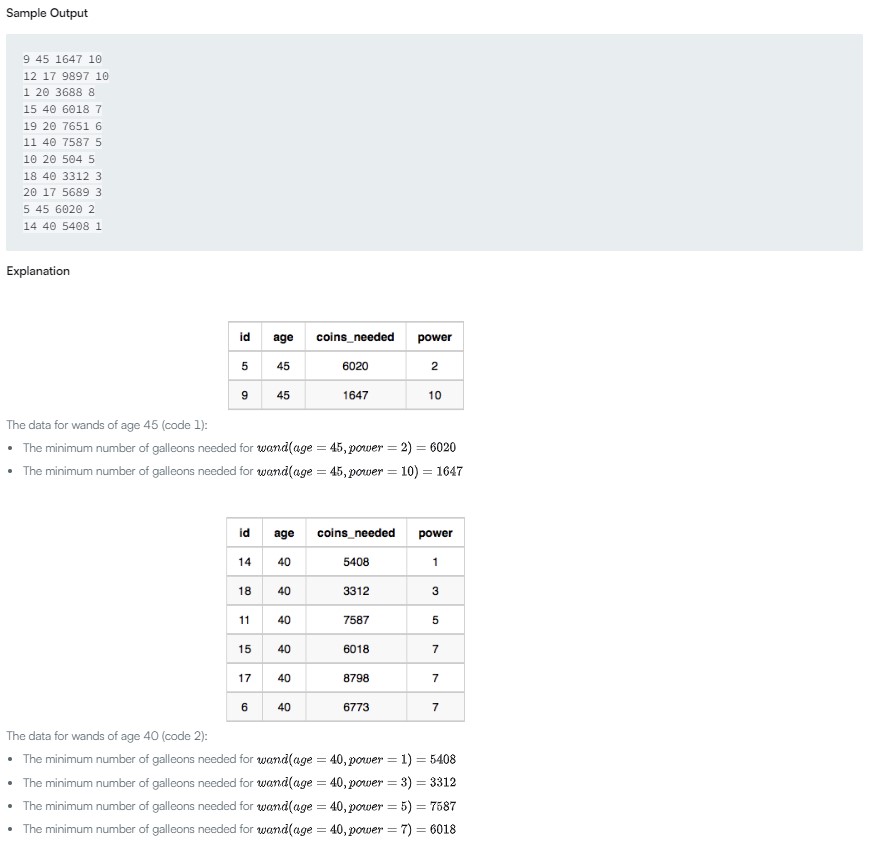 Sample Output
9 45 1647 10
12 17 9897 10
1 20 3688 8
15 40 6018 7
19 20 7651 6
11 40 7587 5
10 20 504 5
18 40 3312 3
20 17 5689 3
5 45 6020 2
14 40 5408 1
Explanation
id age coins_needed power
5 45 6020 2
9 45 1647 10
The data for wands of age 45 (code 1):
• The minimum number of galleons needed for wand(age = 45, power = 2) = 6020
• The minimum number of galleons needed for wand(age = 45, power = 10) = 1647
id age coins_needed power
14 40 5408 1
18 40 3312 3
11 40 7587 5
15 40 6018 7
17 40 8798 7
6 40 6773 7
The data for wands of age 40 (code 2):
• The minimum number of galleons needed for wand(age = 40, power = 1) = 5408
• The minimum number of galleons needed for wand(age = 40, power = 3) = 3312
• The minimum number of galleons needed for wand(age = 40, power = 5) = 7587
• The minimum number of galleons needed for wand(age = 40, power = 7) = 6018